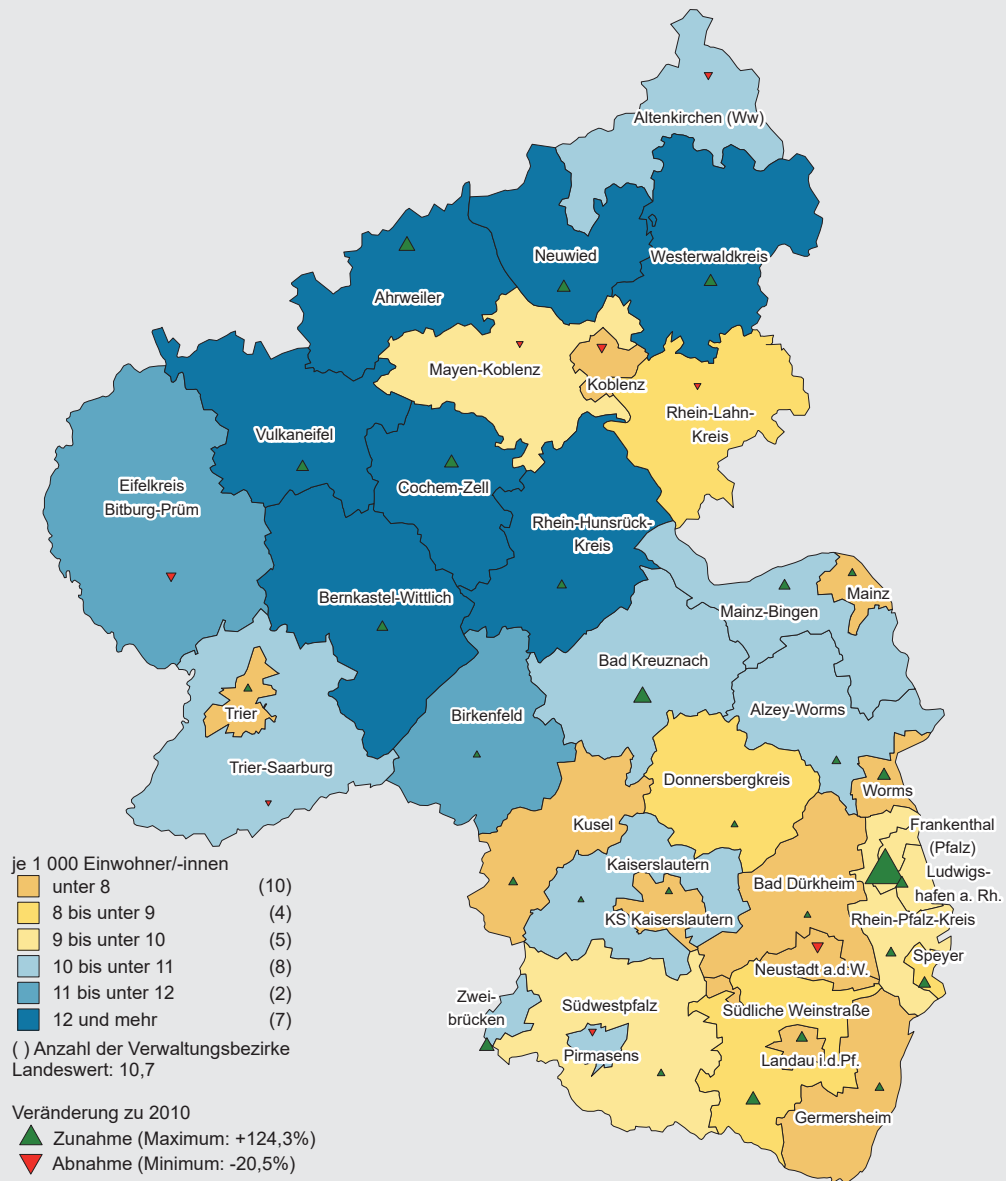 Altenkirchen (Ww)
Neuwied
Westerwaldkreis
Ahrweiler
Mayen-Koblenz
Koblenz
Rhein-Lahn-
Kreis
Vulkaneifel
Cochem-Zell
Eifelkreis
Bitburg-Prüm
Rhein-Hunsrück-
Kreis
Bernkastel-Wittlich
Mainz
Mainz-Bingen
Bad Kreuznach
Alzey-Worms
Trier
Birkenfeld
Trier-Saarburg
Donnersbergkreis
Worms
Kusel
Frankenthal
(Pfalz)
Ludwigs-
hafen a. Rh.
Kaiserslautern
Bad Dürkheim
KS Kaiserslautern
Rhein-Pfalz-Kreis
Speyer
Neustadt a.d.W.
Zwei-
brücken
Südwestpfalz
Südliche Weinstraße
Pirmasens
Landau i.d.Pf.
Germersheim
je 1 000 Einwohner/-innen
unter 8 (10)
8 bis unter 9 (4)
9 bis unter 10 (5)
10 bis unter 11 (8)
11 bis unter 12 (2)
12 und mehr (7)
( ) Anzahl der Verwaltungsbezirke
Landeswert: 10,7
Veränderung zu 2010
Zunahme (Maximum: +124,3%)
Abnahme (Minimum: -20,5%)